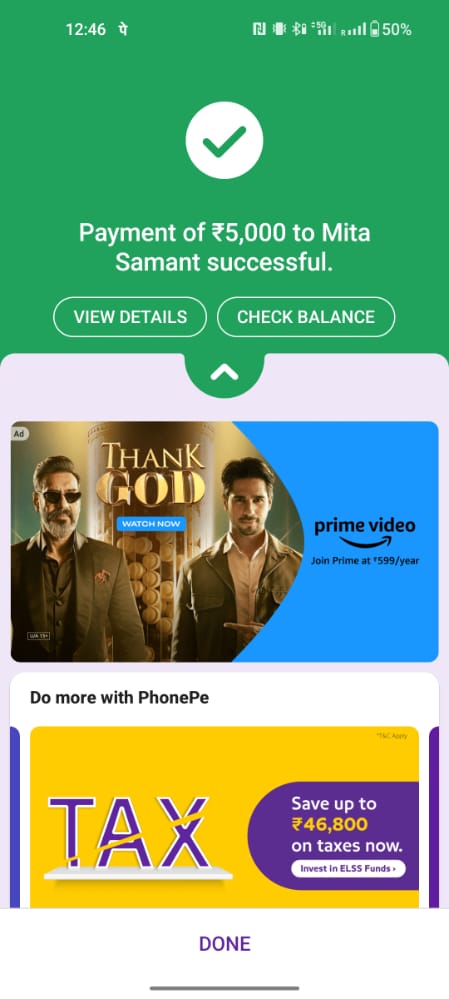 12:46 पे 5G R 50%
Payment of ₹5,000 to Mita
Samant successful.
VIEW DETAILS CHECK BALANCE
Ad
THANK
GOD
WATCH NOW
prime video
Join Prime at ₹599/year
U/A 13+
Do more with PhonePe
*T&C Apply
TAX
Save up to
₹46,800
on taxes now.
Invest in ELSS Funds ›
DONE